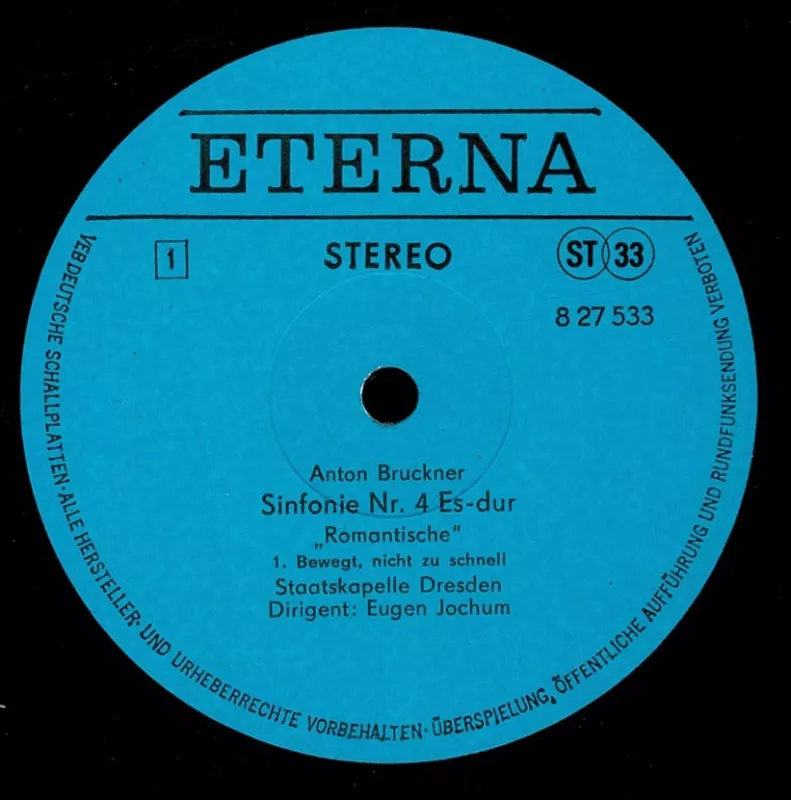 ETERNA
1 STEREO ST 33
8 27 533
Anton Bruckner
Sinfonie Nr. 4 Es-dur
„Romantische“
1. Bewegt, nicht zu schnell
Staatskapelle Dresden
Dirigent: Eugen Jochum
VEB DEUTSCHE SCHALLPLATTEN · ALLE HERSTELLER- UND URHEBERRECHTE VORBEHALTEN · ÜBERSPIELUNG, ÖFFENTLICHE AUFFÜHRUNG UND RUNDFUNKSENDUNG VERBOTEN